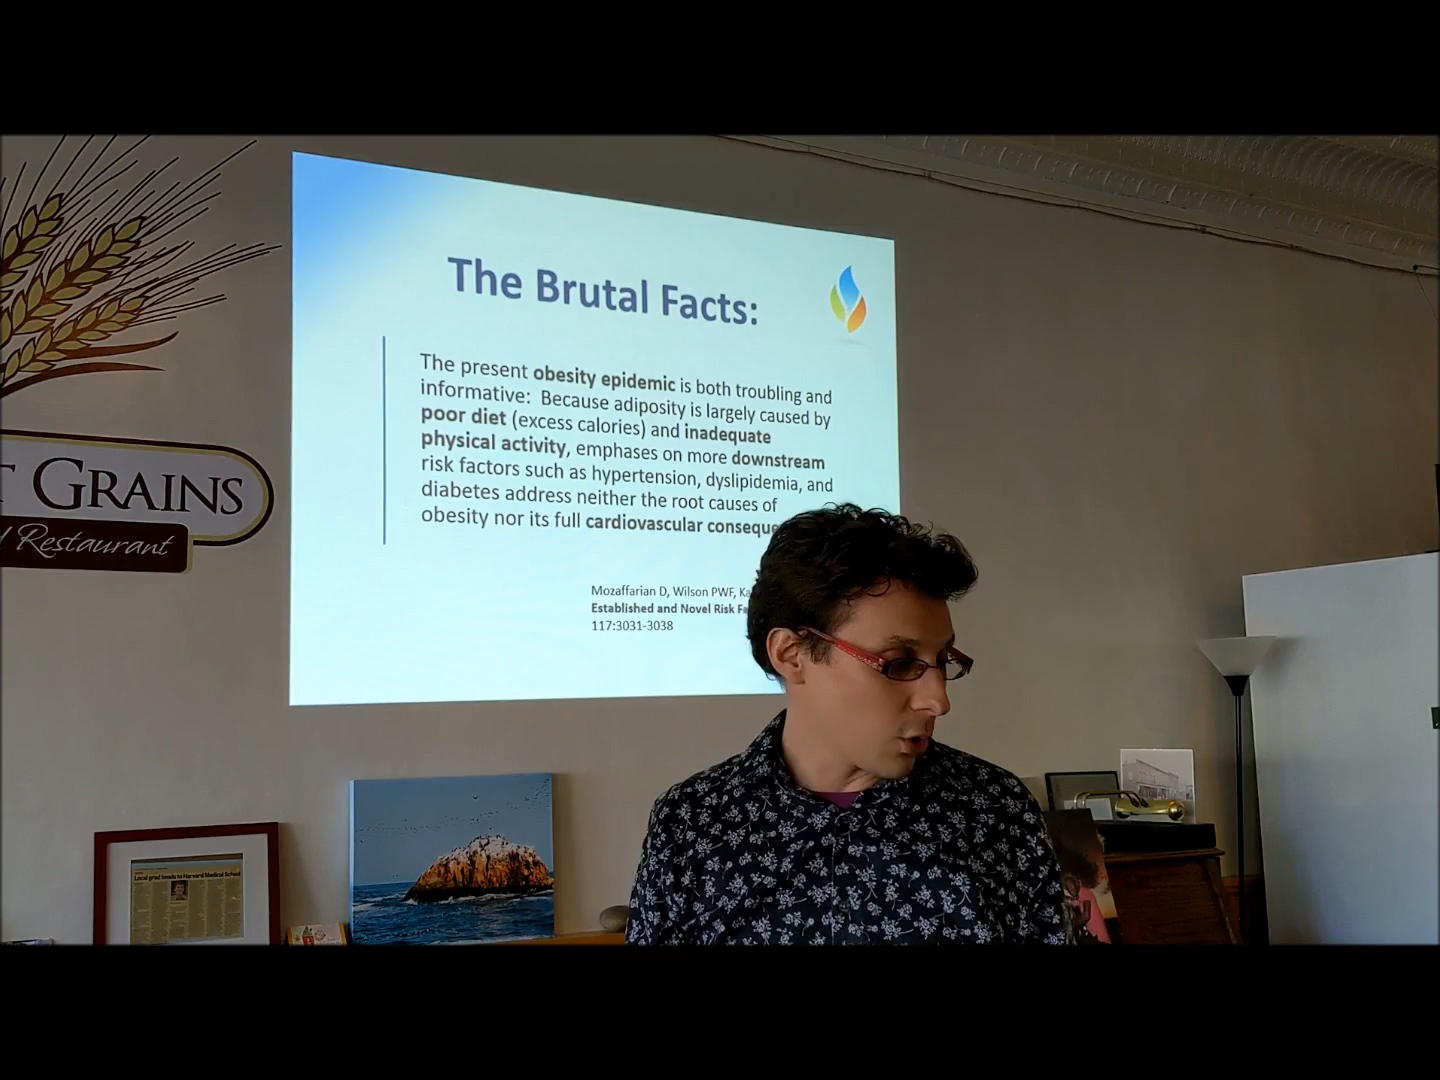 The Brutal Facts:
The present obesity epidemic is both troubling and
informative: Because adiposity is largely caused by
poor diet (excess calories) and inadequate
physical activity, emphases on more downstream
risk factors such as hypertension, dyslipidemia, and
diabetes address neither the root causes of
obesity nor its full cardiovascular conseque
Mozaffarian D, Wilson PWF, Ka
Established and Novel Risk Fa
117:3031-3038
GRAINS
Restaurant
Local grad heads to Harvard Medical School